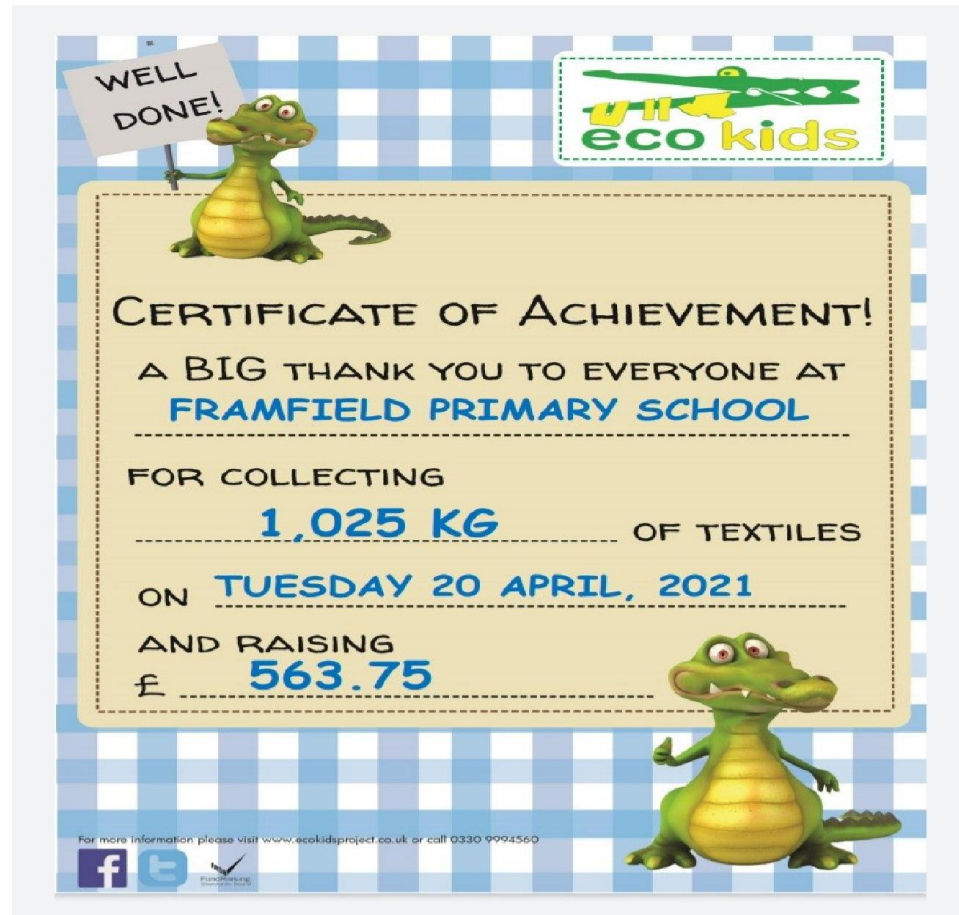 WELL
DONE!
eco kids
CERTIFICATE OF ACHIEVEMENT!
A BIG THANK YOU TO EVERYONE AT
FRAMFIELD PRIMARY SCHOOL
FOR COLLECTING
1,025 KG OF TEXTILES
ON TUESDAY 20 APRIL, 2021
AND RAISING
£ 563.75
For more information please visit www.ecokidsproject.co.uk or call 0330 9994560
FundRaising